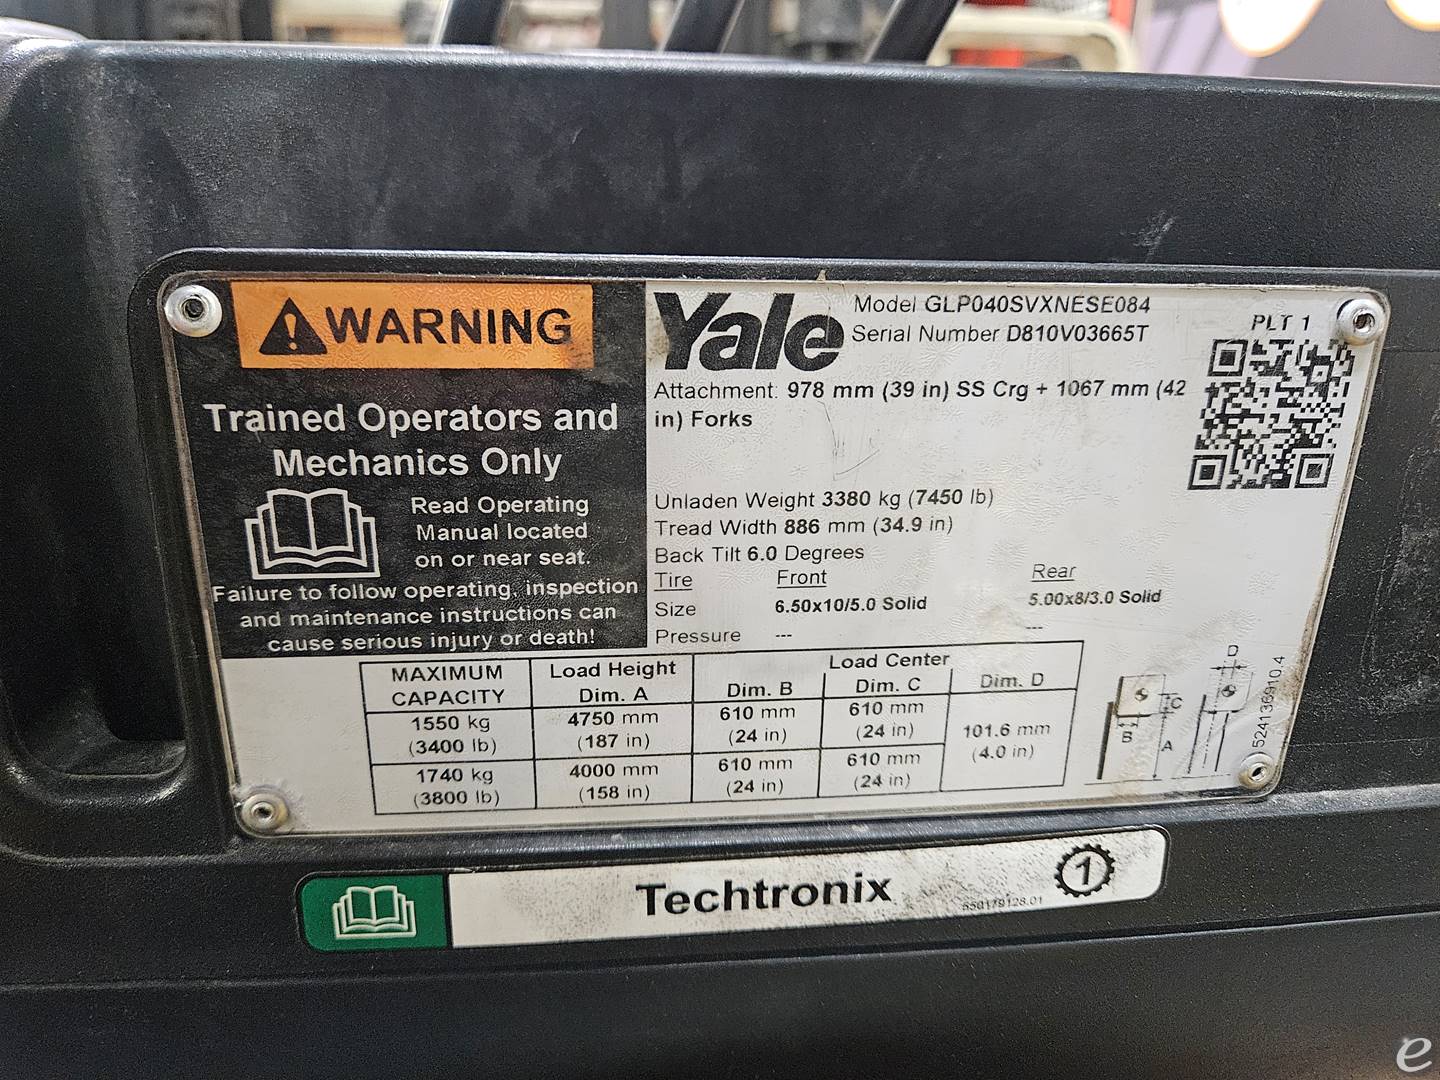 WARNING
Trained Operators and
Mechanics Only
Read Operating
Manual located
on or near seat.
Failure to follow operating, inspection
and maintenance instructions can
cause serious injury or death!
Yale
Model GLP040SVXNESE084
Serial Number D810V03665T
PLT 1
Attachment: 978 mm (39 in) SS Crg + 1067 mm (42
in) Forks
Unladen Weight 3380 kg (7450 lb)
Tread Width 886 mm (34.9 in)
Back Tilt 6.0 Degrees
Tire Front Rear
Size 6.50x10/5.0 Solid 5.00x8/3.0 Solid
Pressure --- ---
MAXIMUM CAPACITY Load Height Dim. A Load Center
Dim. B Dim. C Dim. D
1550 kg 4750 mm 610 mm 610 mm 101.6 mm
(3400 lb) (187 in) (24 in) (24 in) (4.0 in)
1740 kg 4000 mm 610 mm 610 mm
(3800 lb) (158 in) (24 in) (24 in)
B C A D
524136910.4
Techtronix 1
550179128.01
e